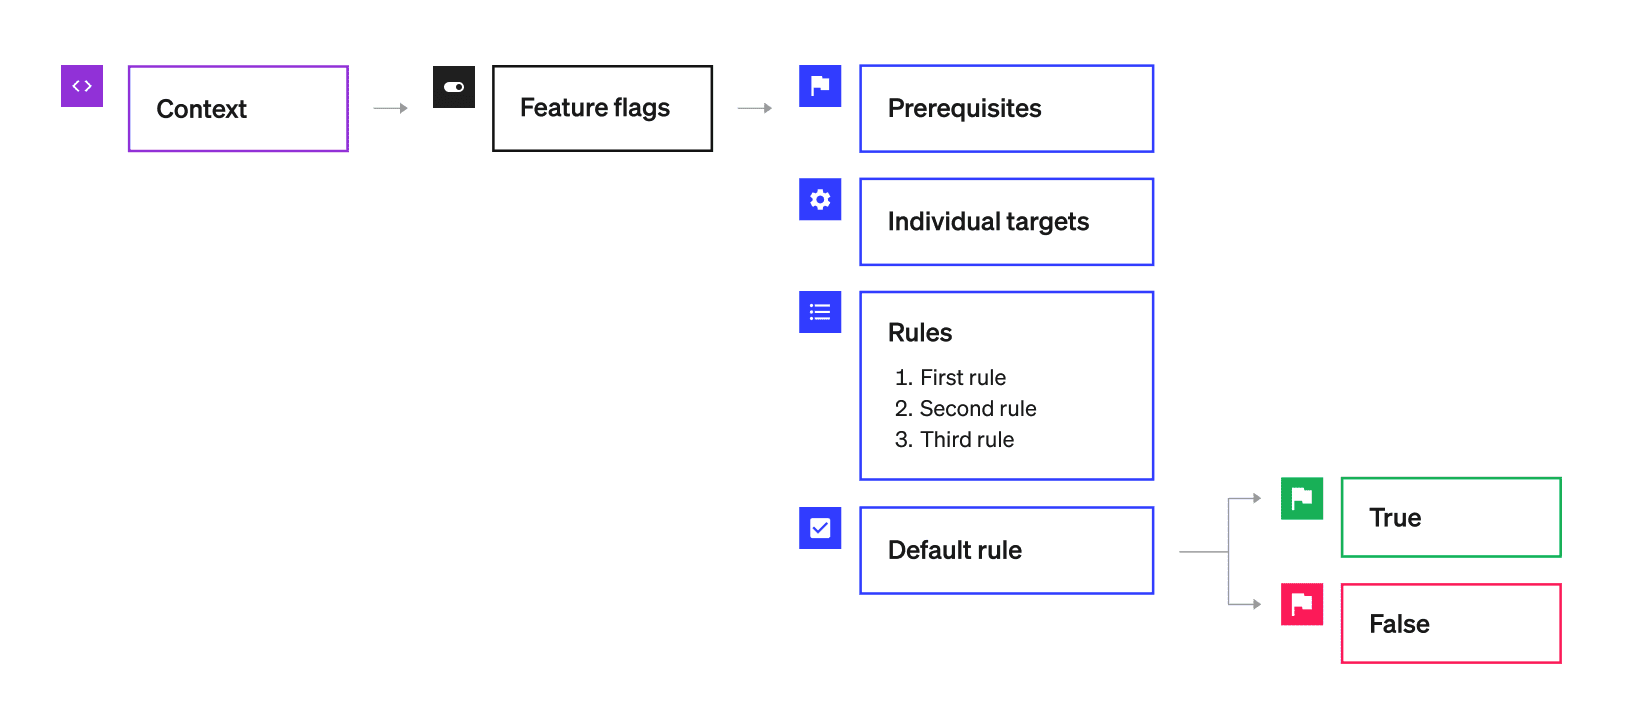 Context
Feature flags
Prerequisites
Individual targets
Rules
1. First rule
2. Second rule
3. Third rule
Default rule
True
False